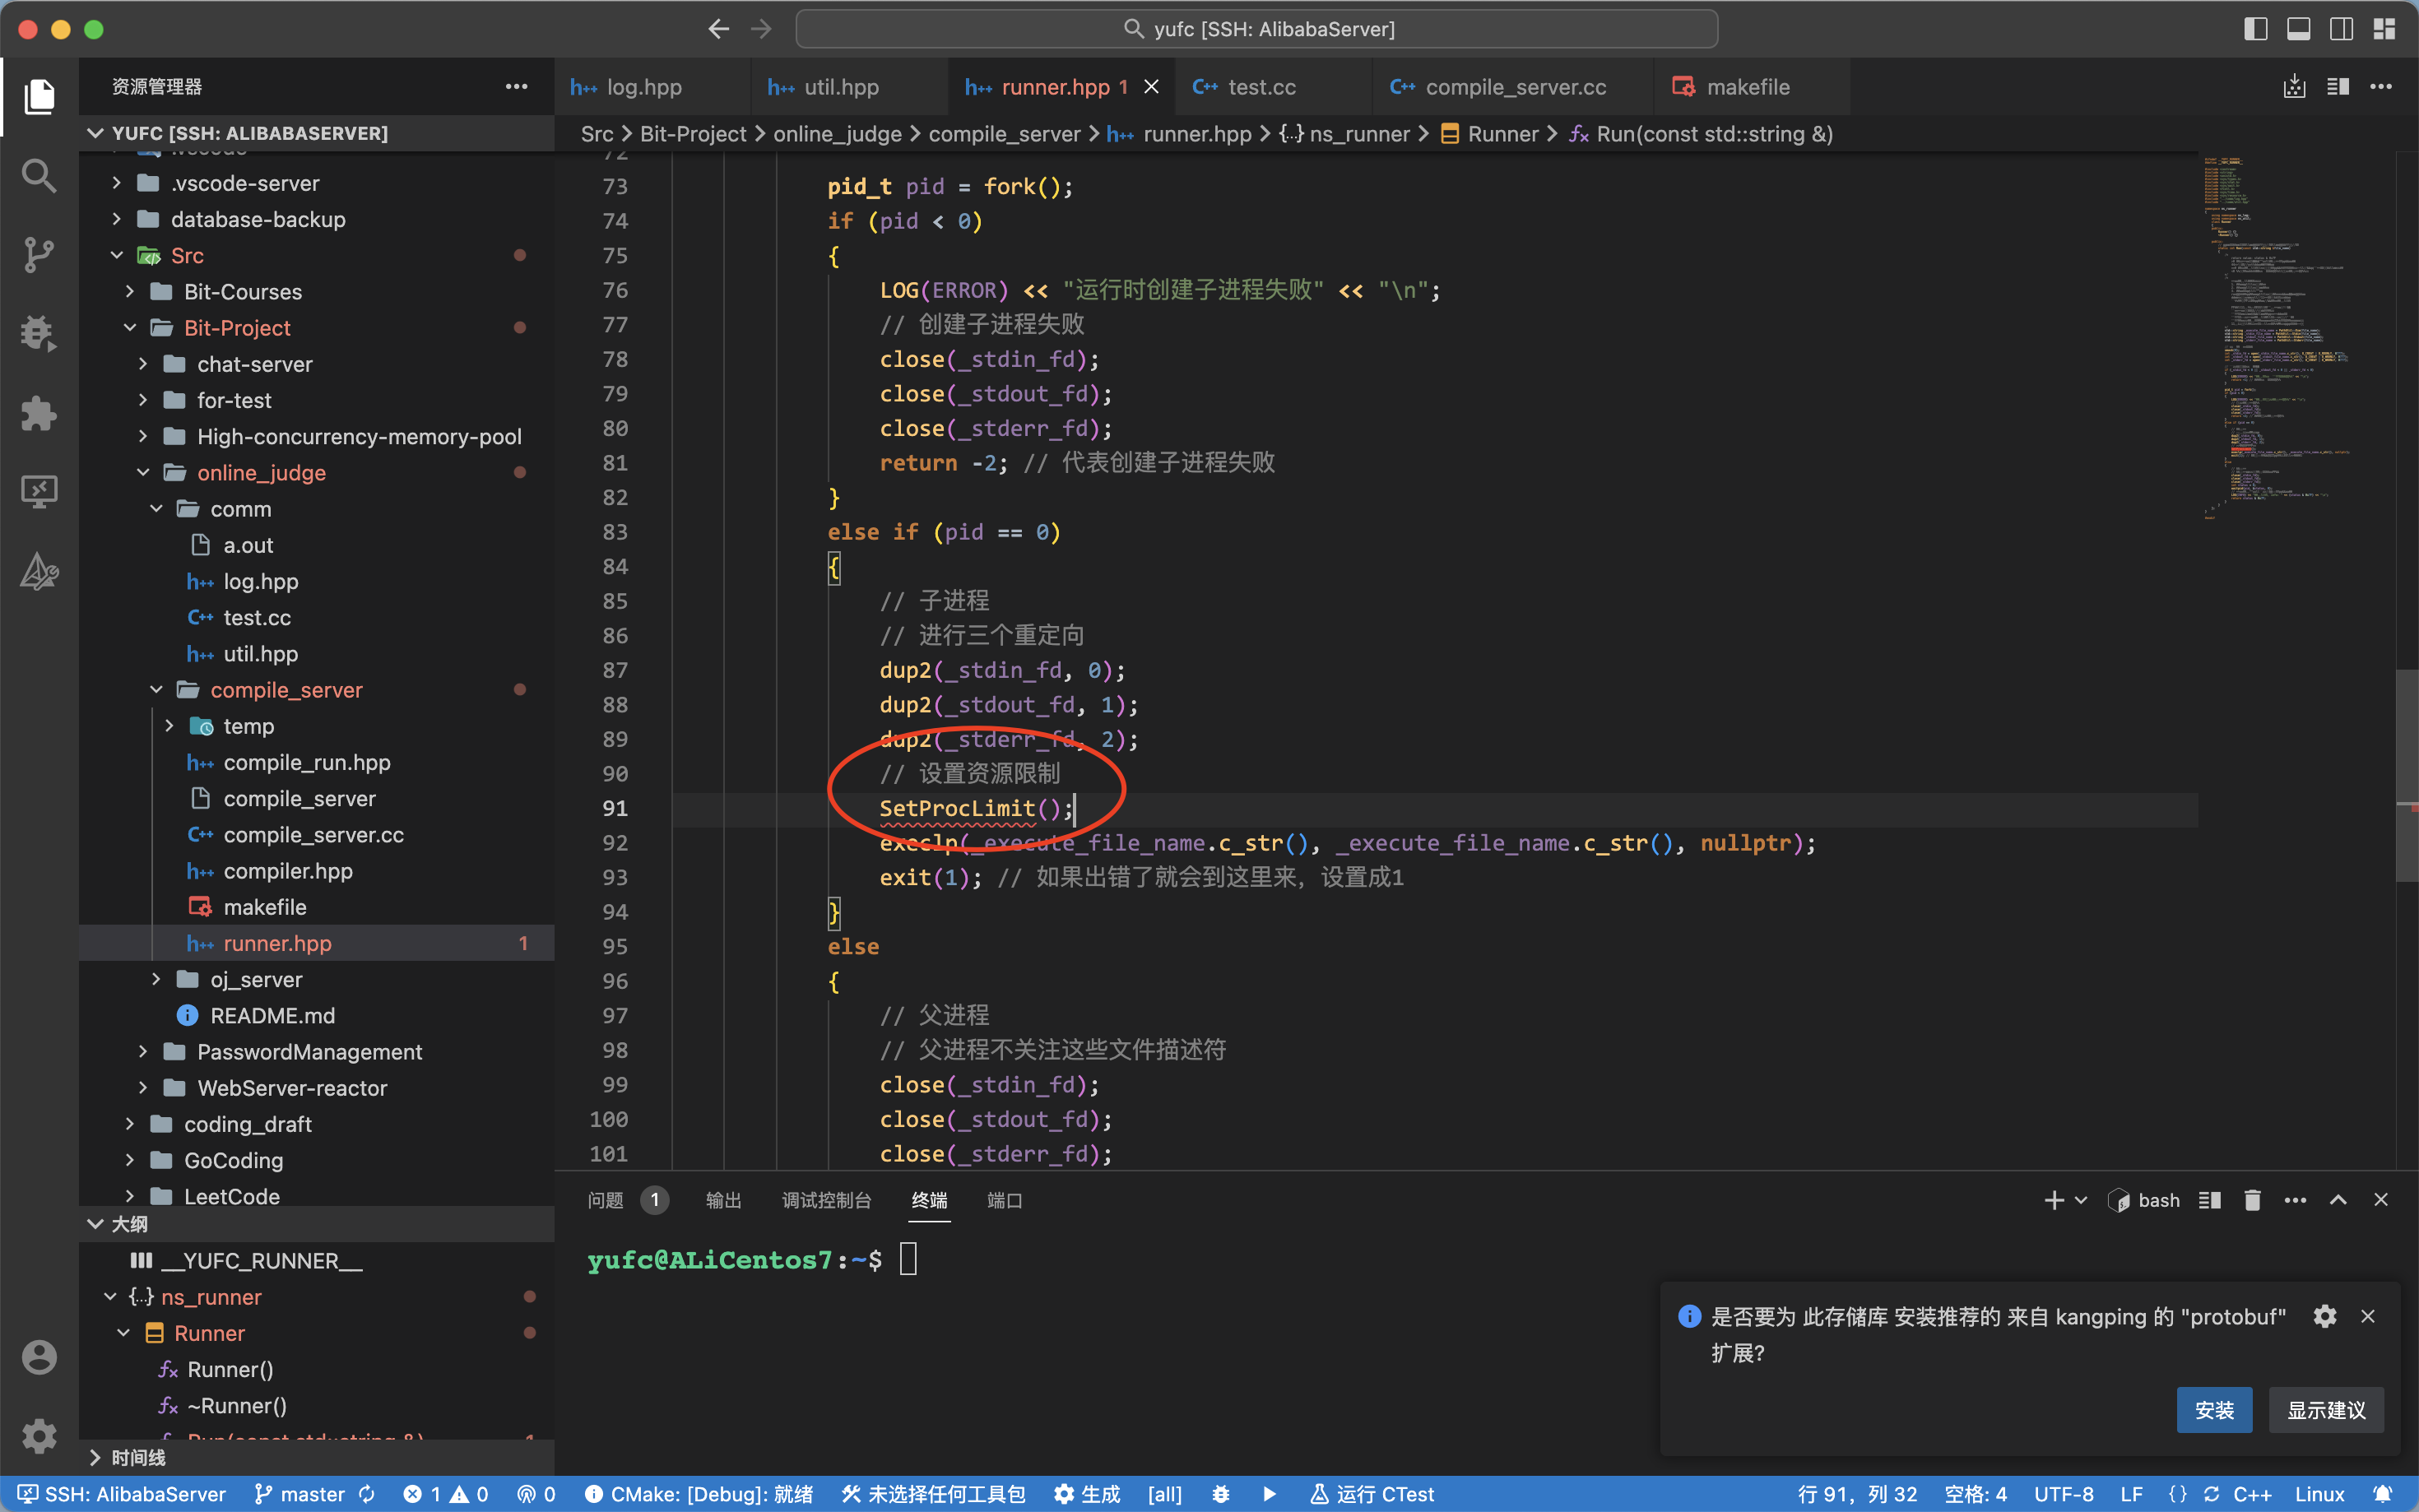 yufc [SSH: AlibabaServer]
资源管理器
YUFC [SSH: ALIBABASERVER]
.vscode
.vscode-server
database-backup
Src
Bit-Courses
Bit-Project
chat-server
for-test
High-concurrency-memory-pool
online_judge
comm
a.out
log.hpp
test.cc
util.hpp
compile_server
temp
compile_run.hpp
compile_server
compile_server.cc
compiler.hpp
makefile
runner.hpp 1
oj_server
README.md
PasswordManagement
WebServer-reactor
coding_draft
GoCoding
LeetCode
大纲
__YUFC_RUNNER__
{..} ns_runner
Runner
Runner()
~Runner()
Run(const std::string &) 1
时间线
log.hpp util.hpp runner.hpp 1 test.cc compile_server.cc makefile
Src > Bit-Project > online_judge > compile_server > runner.hpp > {..} ns_runner > Runner > Run(const std::string &)
72
73 pid_t pid = fork();
74 if (pid < 0)
75 {
76 LOG(ERROR) << "运行时创建子进程失败" << "\n";
77 // 创建子进程失败
78 close(_stdin_fd);
79 close(_stdout_fd);
80 close(_stderr_fd);
81 return -2; // 代表创建子进程失败
82 }
83 else if (pid == 0)
84 {
85 // 子进程
86 // 进行三个重定向
87 dup2(_stdin_fd, 0);
88 dup2(_stdout_fd, 1);
89 dup2(_stderr_fd, 2);
90 // 设置资源限制
91 SetProcLimit();
92 execlp(_execute_file_name.c_str(), _execute_file_name.c_str(), nullptr);
93 exit(1); // 如果出错了就会到这里来，设置成1
94 }
95 else
96 {
97 // 父进程
98 // 父进程不关注这些文件描述符
99 close(_stdin_fd);
100 close(_stdout_fd);
101 close(_stderr_fd);
问题 1 输出 调试控制台 终端 端口
bash
yufc@ALiCentos7:~$
是否要为 此存储库 安装推荐的 来自 kangping 的 "protobuf"
扩展?
安装 显示建议
SSH: AlibabaServer master 1 0 0 CMake: [Debug]: 就绪 未选择任何工具包 生成 [all] 运行 CTest 行 91，列 32 空格: 4 UTF-8 LF {} C++ Linux